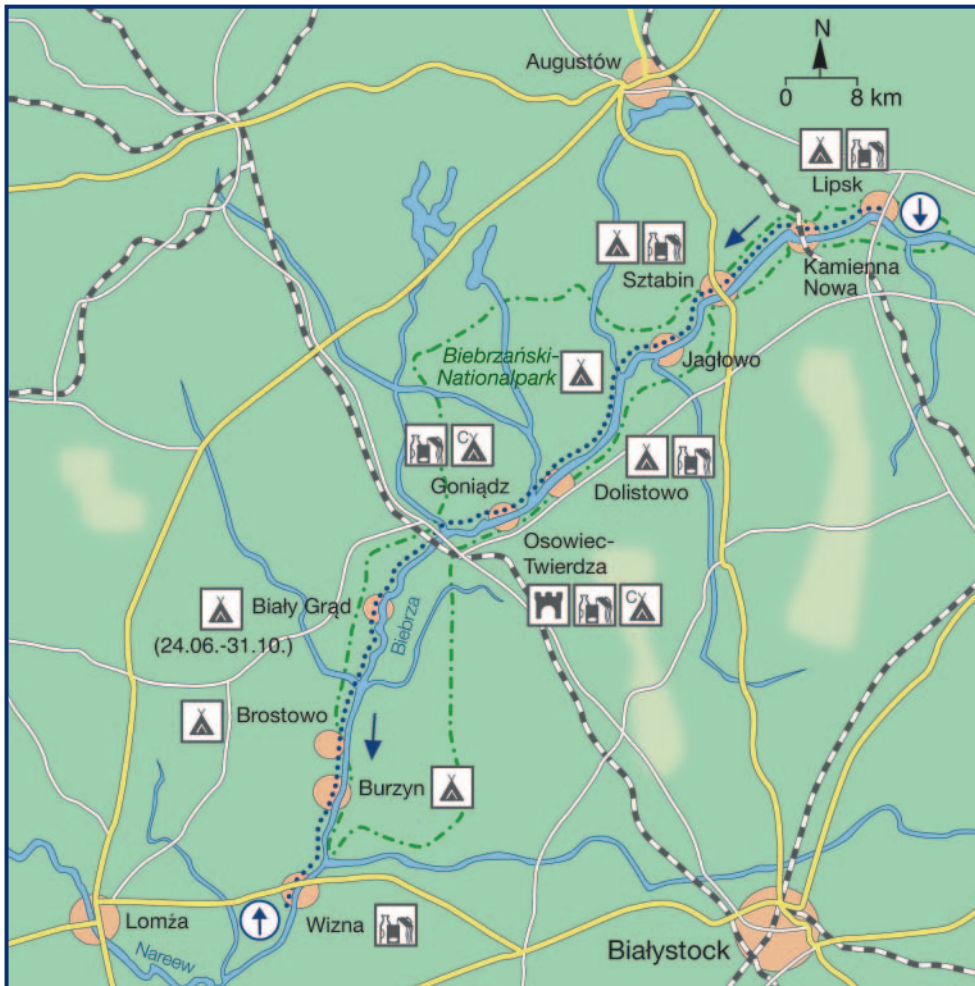 N
Augustów
0 8 km
Lipsk
Sztabin
Kamienna
Nowa
Biebrzański-
Nationalpark
Jagłowo
C
Goniądz
Dolistowo
Osowiec-
Twierdza
C
Biały Grąd
(24.06.-31.10.)
Biebrza
Brostowo
Burzyn
Lomża
Wizna
Nareew
Białystock